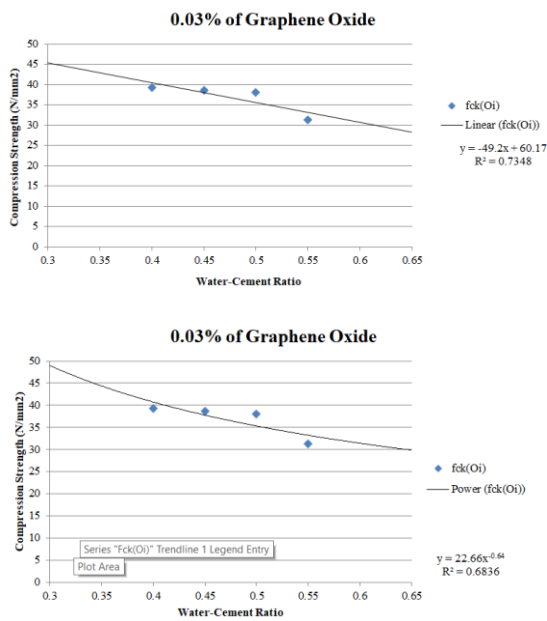 0.03% of Graphene Oxide
50
45
40
35
30
25
20
15
10
5
0
0.3 0.35 0.4 0.45 0.5 0.55 0.6 0.65
Compression Strength (N/mm2)
Water-Cement Ratio
fck(Oi)
Linear (fck(Oi))
y = -49.2x + 60.17
R² = 0.7348
0.03% of Graphene Oxide
50
45
40
35
30
25
20
15
10
5
0
0.3 0.35 0.4 0.45 0.5 0.55 0.6 0.65
Compression Strength (N/mm2)
Water-Cement Ratio
Series "Fck(Oi)" Trendline 1 Legend Entry
Plot Area
fck(Oi)
Power (fck(Oi))
y = 22.66x⁻⁰·⁶⁴
R² = 0.6836